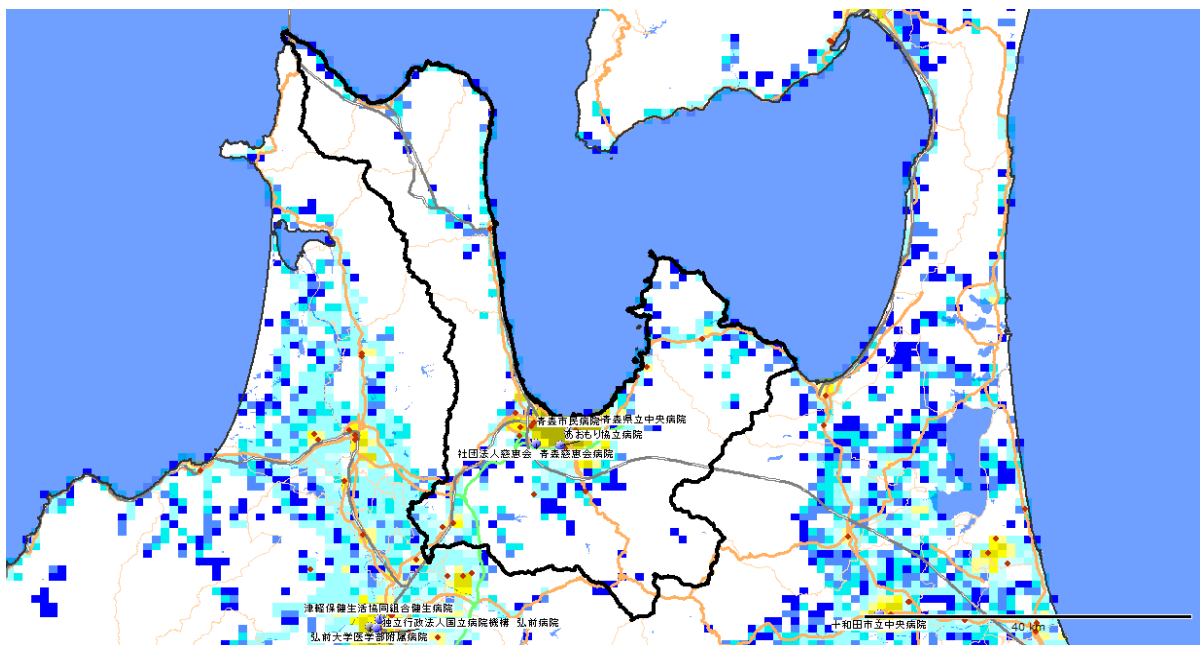 青森市民病院
青森県立中央病院
あおもり協立病院
社団法人慈恵会 青森慈恵会病院
津軽保健生活協同組合健生病院
独立行政法人国立病院機構 弘前病院
弘前大学医学部附属病院
十和田市立中央病院
40 km